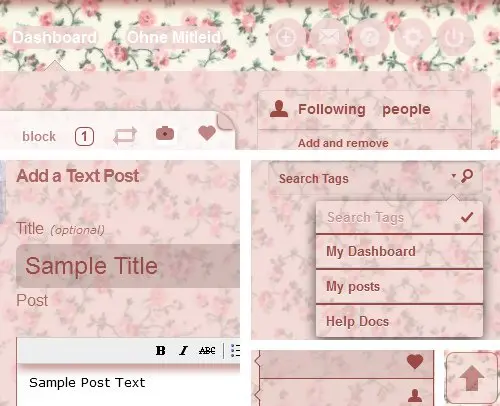 Dashboard Ohne Mitleid
Following people
block 1
Add and remove
Add a Text Post
Title (optional)
Sample Title
Post
B I ABC
Sample Post Text
Search Tags
Search Tags
My Dashboard
My posts
Help Docs